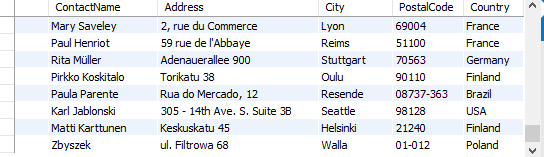 ContactName Address City PostalCode Country
Mary Saveley 2, rue du Commerce Lyon 69004 France
Paul Henriot 59 rue de l'Abbaye Reims 51100 France
Rita Müller Adenauerallee 900 Stuttgart 70563 Germany
Pirkko Koskitalo Torikatu 38 Oulu 90110 Finland
Paula Parente Rua do Mercado, 12 Resende 08737-363 Brazil
Karl Jablonski 305 - 14th Ave. S. Suite 3B Seattle 98128 USA
Matti Karttunen Keskuskatu 45 Helsinki 21240 Finland
Zbyszek ul. Filtrowa 68 Walla 01-012 Poland